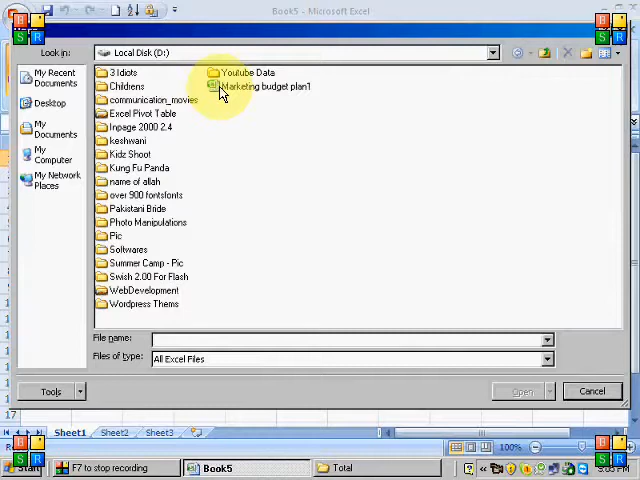 Book5 - Microsoft Excel
Look in:
Local Disk (D:)
My Recent
Documents
Desktop
My
Documents
My
Computer
My Network
Places
3 Idiots
Childrens
communication_movies
Excel Pivot Table
Inpage 2000 2.4
keshwani
Kidz Shoot
Kung Fu Panda
name of allah
over 900 fontsfonts
Pakistani Bride
Photo Manipulations
Pic
Softwares
Summer Camp - Pic
Swish 2.00 For Flash
WebDevelopment
Wordpress Thems
Youtube Data
Marketing budget plan1
File name:
Files of type:
All Excel Files
Tools
Open
Cancel
17
Sheet1
Sheet2
Sheet3
100%
Start
F7 to stop recording
Book5
Total
B
S R
B
S R
B
S R
B
S R